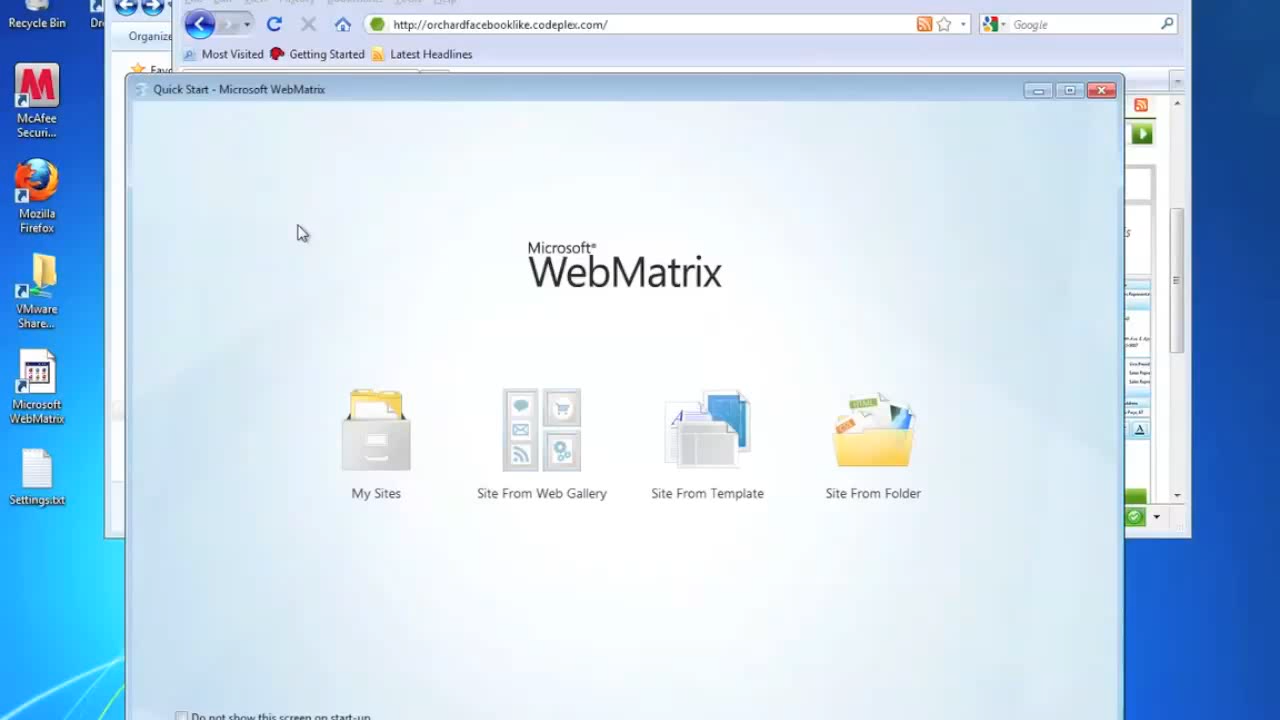 Recycle Bin
Organize
http://orchardfacebooklike.codeplex.com/
Google
Most Visited
Getting Started
Latest Headlines
Quick Start - Microsoft WebMatrix
McAfee
Securi...
Mozilla
Firefox
VMware
Share...
Microsoft
WebMatrix
Settings.txt
Microsoft®
WebMatrix
HTML
CSS
My Sites
Site From Web Gallery
Site From Template
Site From Folder
Do not show this screen on start-up